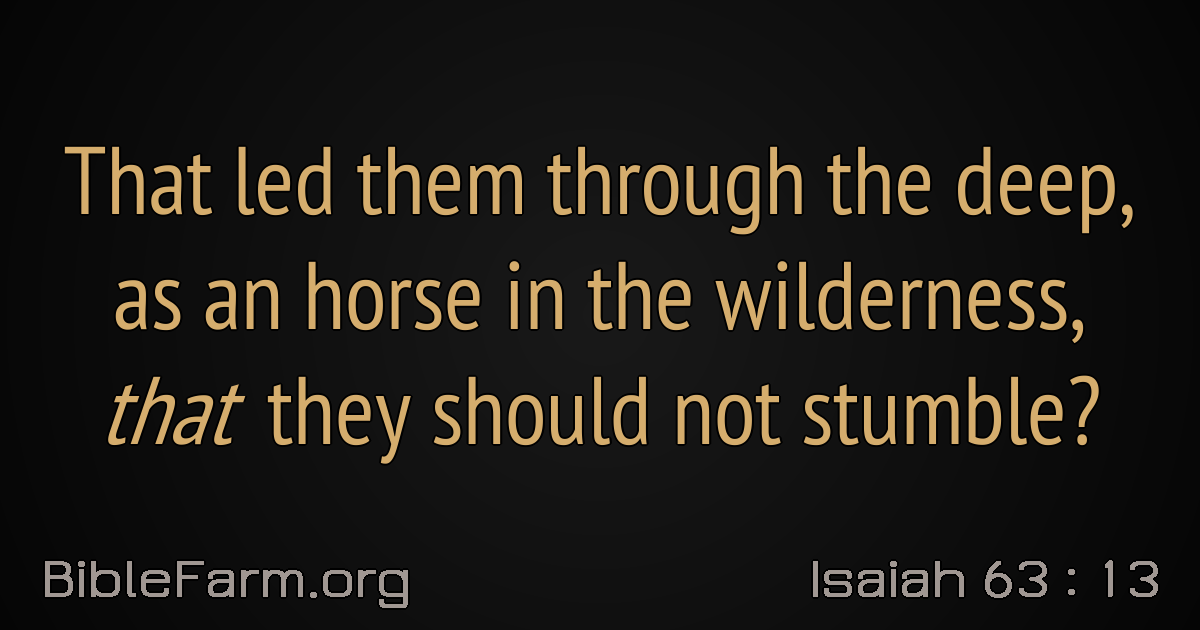 That led them through the deep,
as an horse in the wilderness,
that they should not stumble?
BibleFarm.org
Isaiah 63 : 13